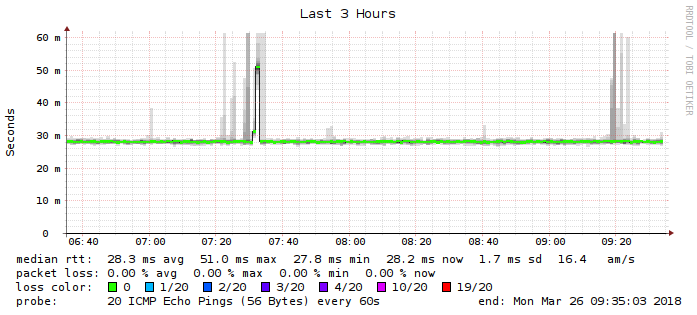 Last 3 Hours
RRDTOOL / TOBI OETIKER
Seconds
60 m
50 m
40 m
30 m
20 m
10 m
0
06:40 07:00 07:20 07:40 08:00 08:20 08:40 09:00 09:20
median rtt: 28.3 ms avg 51.0 ms max 27.8 ms min 28.2 ms now 1.7 ms sd 16.4 am/s
packet loss: 0.00 % avg 0.00 % max 0.00 % min 0.00 % now
loss color: 0 1/20 2/20 3/20 4/20 10/20 19/20
probe: 20 ICMP Echo Pings (56 Bytes) every 60s end: Mon Mar 26 09:35:03 2018